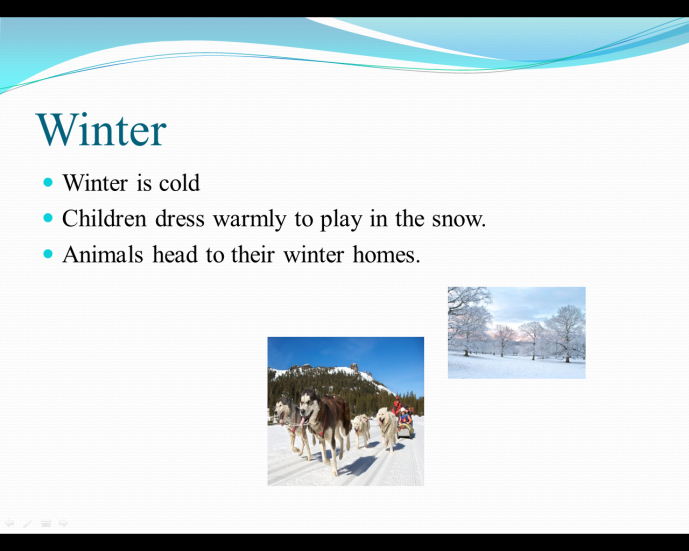 Winter
Winter is cold
Children dress warmly to play in the snow.
Animals head to their winter homes.